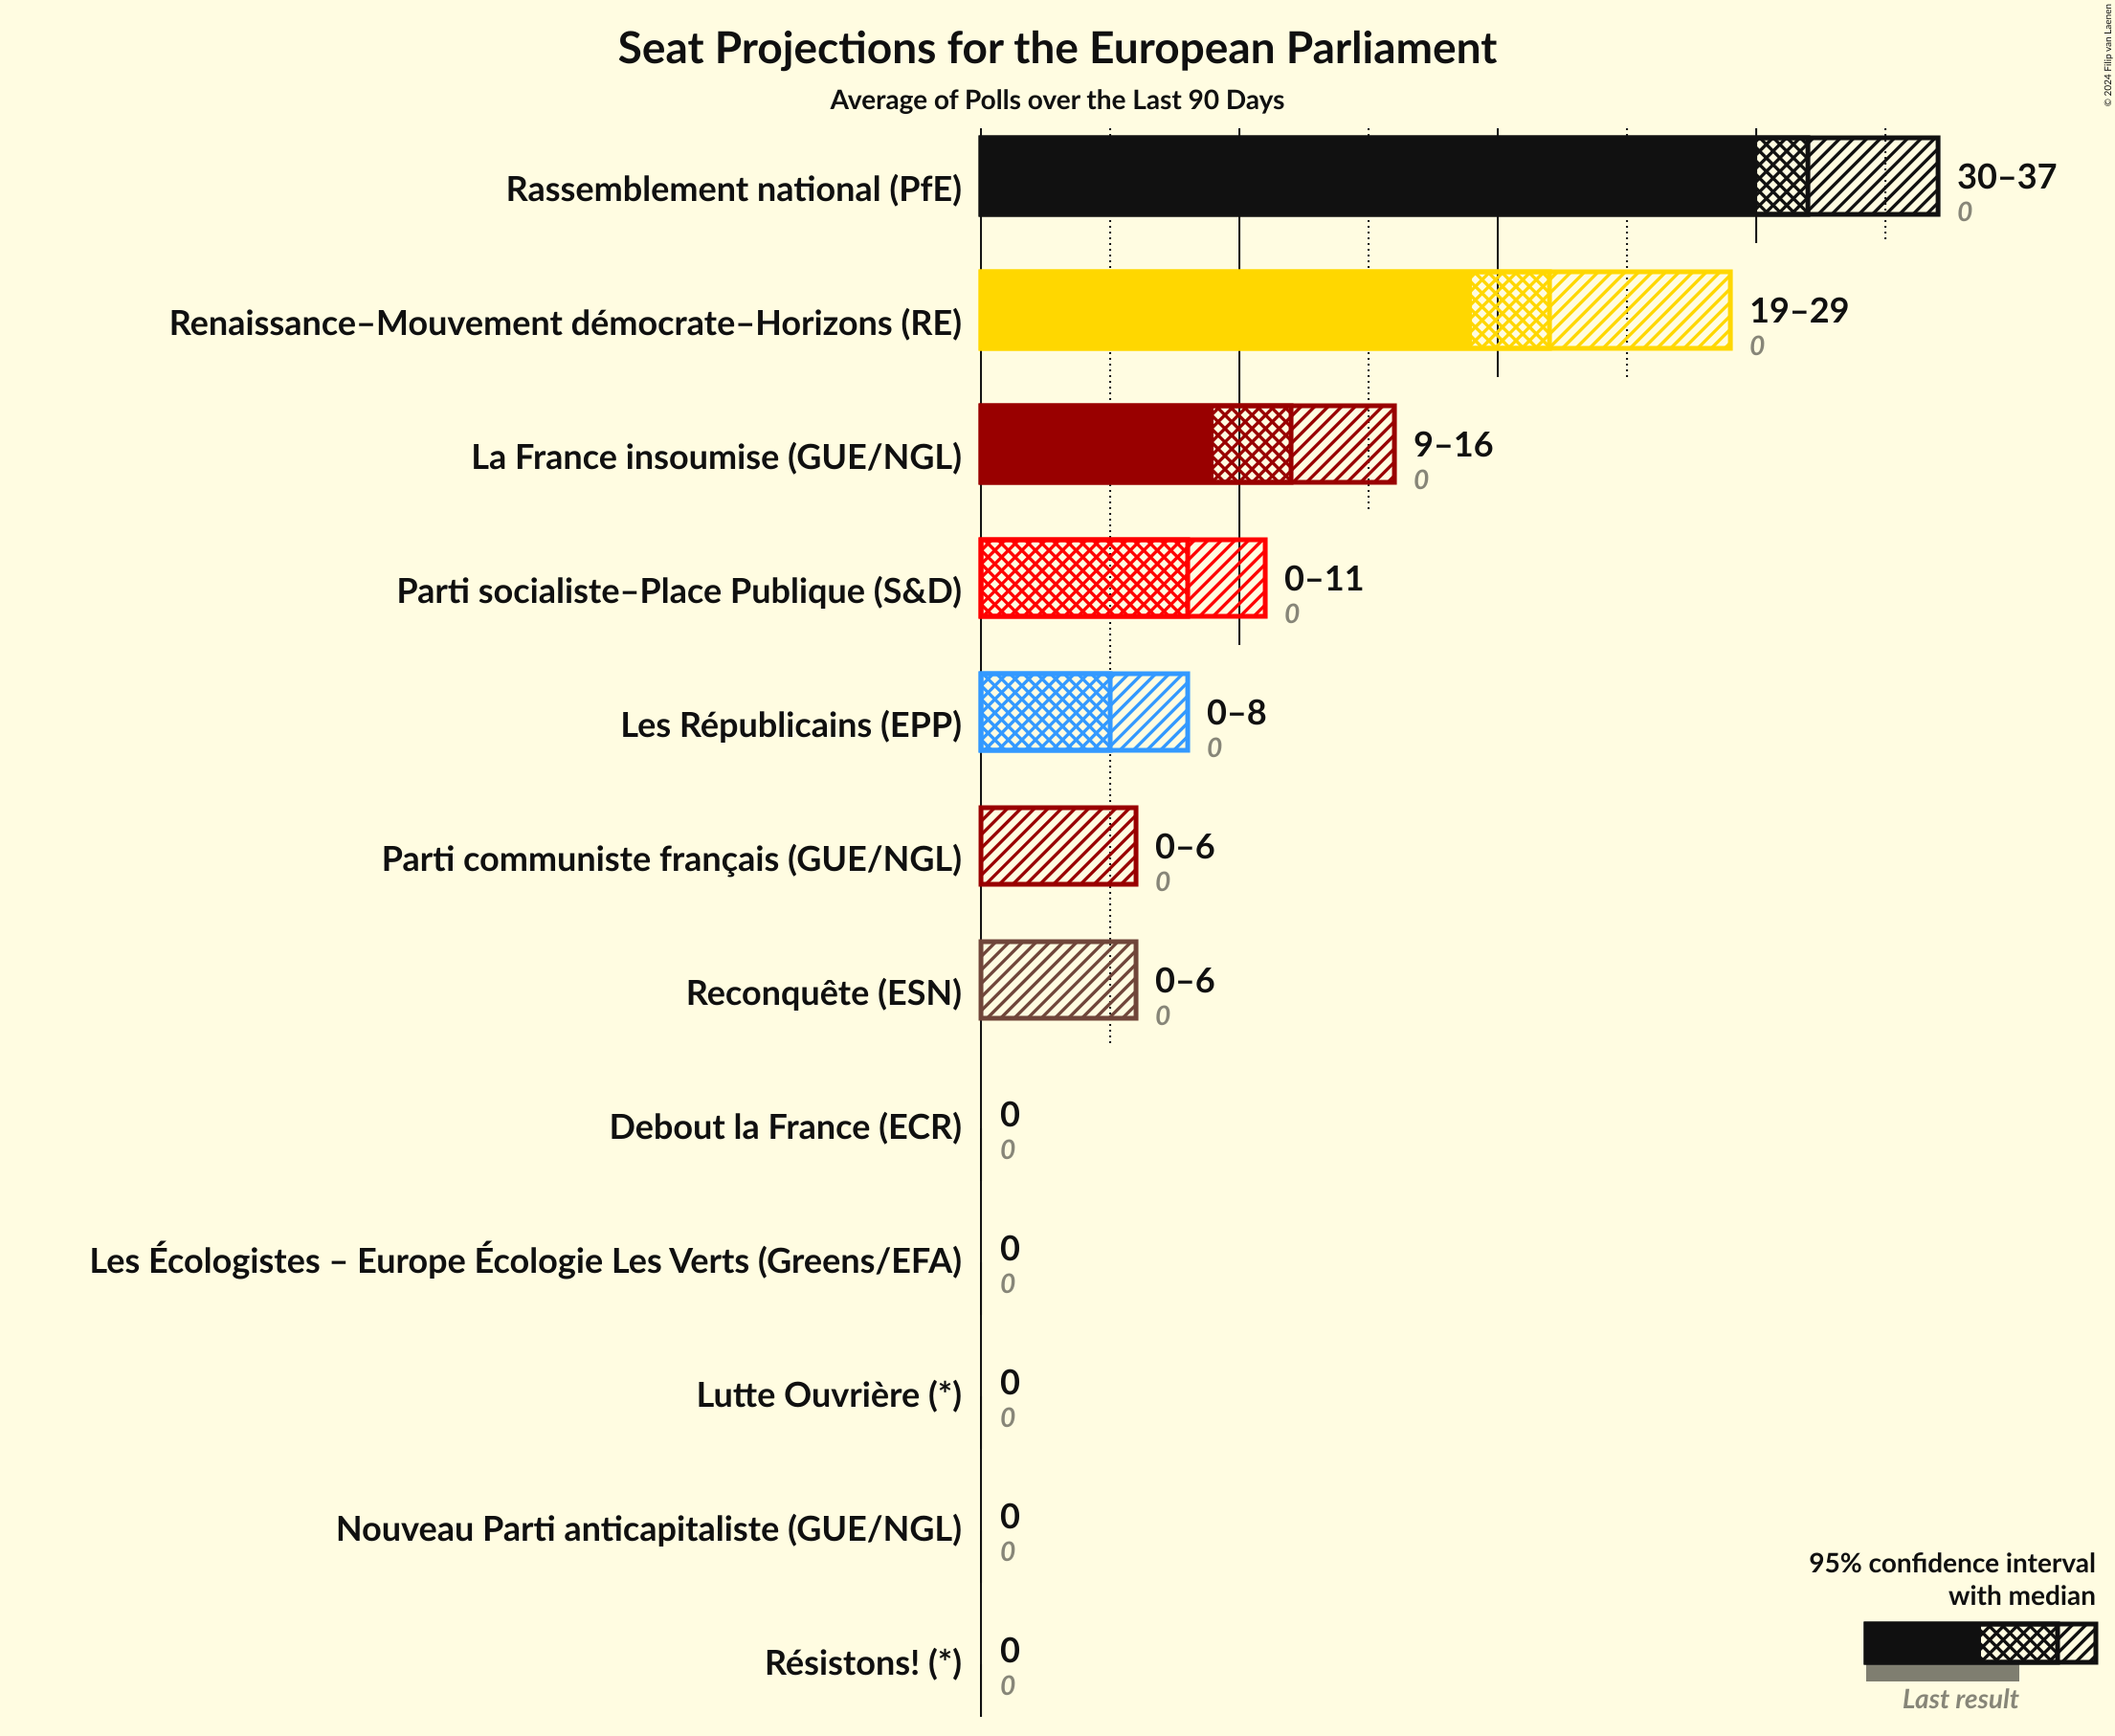 © 2024 Filip van Laenen
Seat Projections for the European Parliament
Average of Polls over the Last 90 Days
Rassemblement national (PfE)
30–37
0
Renaissance–Mouvement démocrate–Horizons (RE)
19–29
0
La France insoumise (GUE/NGL)
9–16
0
Parti socialiste–Place Publique (S&D)
0–11
0
Les Républicains (EPP)
0–8
0
Parti communiste français (GUE/NGL)
0–6
0
Reconquête (ESN)
0–6
0
Debout la France (ECR)
0
0
Les Écologistes – Europe Écologie Les Verts (Greens/EFA)
0
0
Lutte Ouvrière (*)
0
0
Nouveau Parti anticapitaliste (GUE/NGL)
0
0
Résistons! (*)
0
0
95% confidence interval
with median
Last result